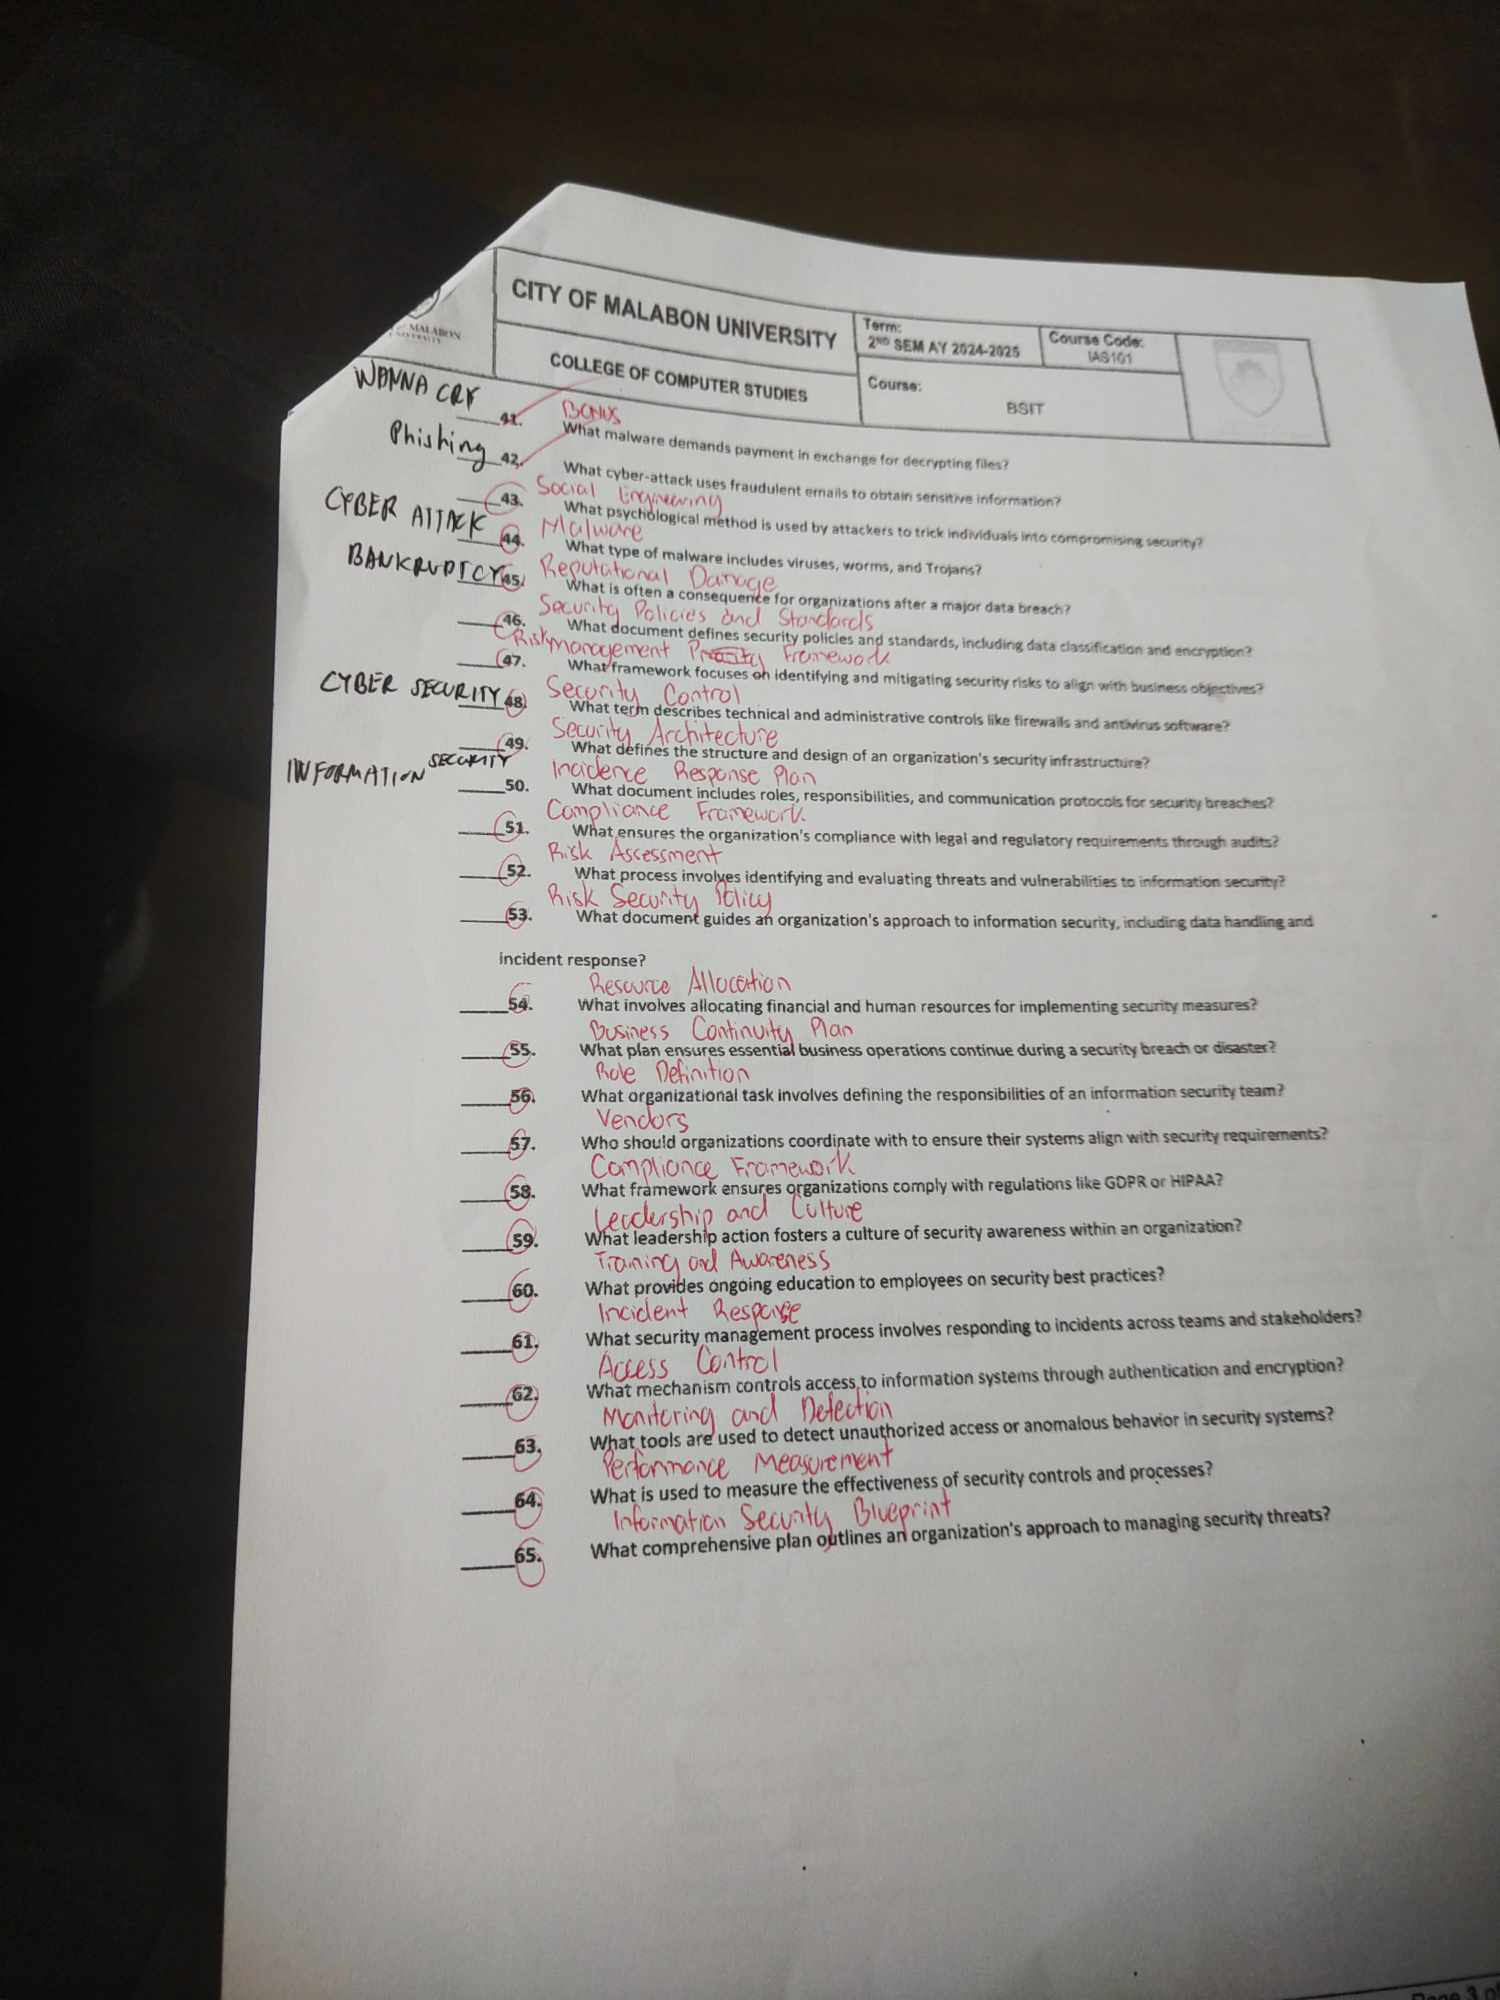 CITY OF MALABON UNIVERSITY
COLLEGE OF COMPUTER STUDIES
Term:
2ND SEM AY 2024-2025
Course Code:
IAS101
Course:
BSIT
MALABON
WANNA CRY
BONUS
41. What malware demands payment in exchange for decrypting files?
Phishing
42. What cyber-attack uses fraudulent emails to obtain sensitive information?
Social Engineering
43. What psychological method is used by attackers to trick individuals into compromising security?
CYBER ATTACK
Malware
44. What type of malware includes viruses, worms, and Trojans?
BANKRUPTCY
Reputational Damage
45. What is often a consequence for organizations after a major data breach?
Security Policies and Standards
46. What document defines security policies and standards, including data classification and encryption?
Risk Management Framework
47. What framework focuses on identifying and mitigating security risks to align with business objectives?
CYBER SECURITY
Security Control
48. What term describes technical and administrative controls like firewalls and antivirus software?
Security Architecture
49. What defines the structure and design of an organization's security infrastructure?
INFORMATION SECURITY
Incidence Response Plan
50. What document includes roles, responsibilities, and communication protocols for security breaches?
Compliance Framework
51. What ensures the organization's compliance with legal and regulatory requirements through audits?
Risk Assessment
52. What process involves identifying and evaluating threats and vulnerabilities to information security?
Risk Security Policy
53. What document guides an organization's approach to information security, including data handling and
incident response?
Resource Allocation
54. What involves allocating financial and human resources for implementing security measures?
Business Continuity Plan
55. What plan ensures essential business operations continue during a security breach or disaster?
Role Definition
56. What organizational task involves defining the responsibilities of an information security team?
Vendors
57. Who should organizations coordinate with to ensure their systems align with security requirements?
Compliance Framework
58. What framework ensures organizations comply with regulations like GDPR or HIPAA?
Leadership and Culture
59. What leadership action fosters a culture of security awareness within an organization?
Training and Awareness
60. What provides ongoing education to employees on security best practices?
Incident Response
61. What security management process involves responding to incidents across teams and stakeholders?
Access Control
62. What mechanism controls access to information systems through authentication and encryption?
Monitoring and Detection
63. What tools are used to detect unauthorized access or anomalous behavior in security systems?
Performance Measurement
64. What is used to measure the effectiveness of security controls and processes?
Information Security Blueprint
65. What comprehensive plan outlines an organization's approach to managing security threats?
Page 3 of